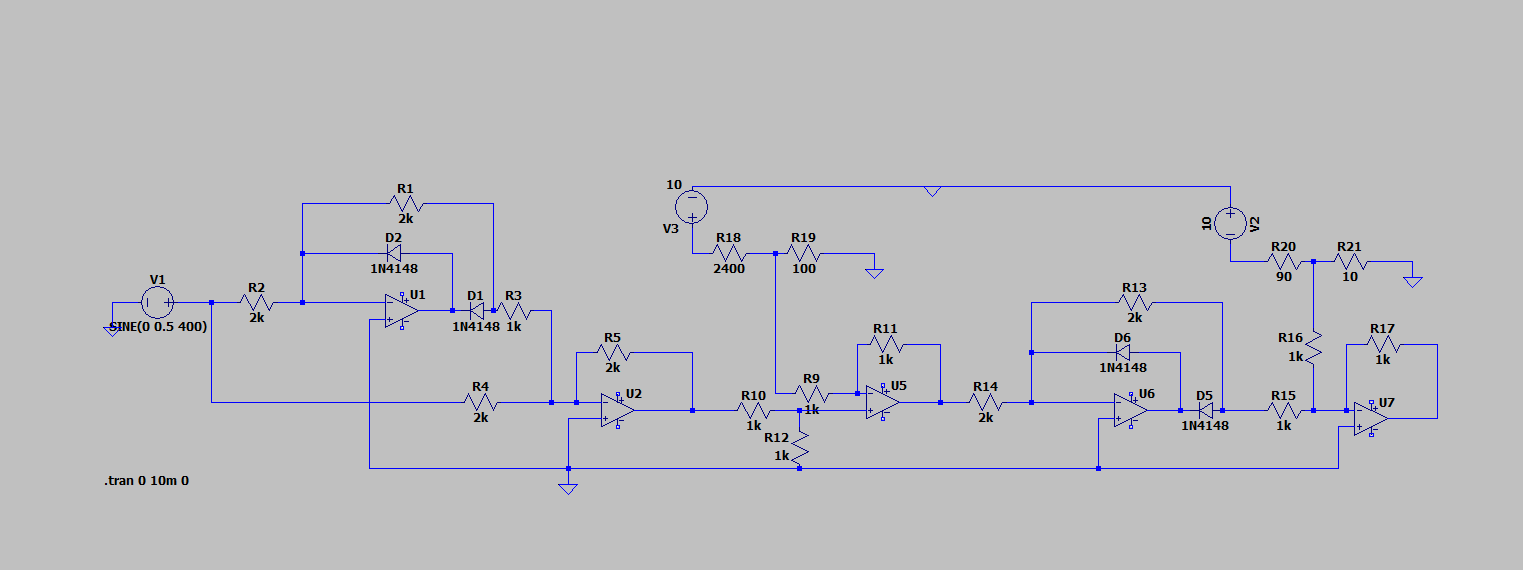 R1
2k
D2
1N4148
V1
SINE(0 0.5 400)
R2
2k
U1
D1
1N4148
R3
1k
R5
2k
R4
2k
U2
10
V3
R18
2400
R19
100
R11
1k
R9
1k
U5
R10
1k
R12
1k
R14
2k
R13
2k
D6
1N4148
U6
D5
1N4148
R15
1k
10
V2
R20
90
R21
10
R16
1k
R17
1k
U7
.tran 0 10m 0